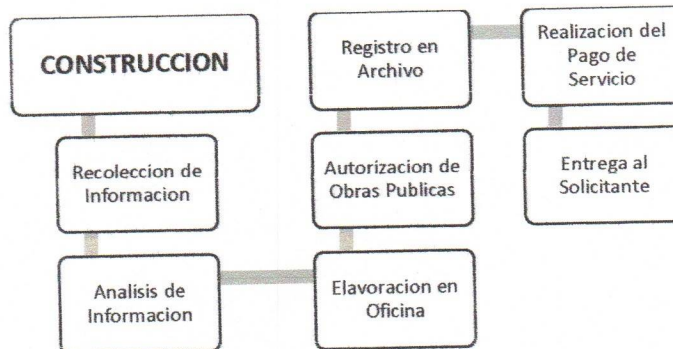 CONSTRUCCION
Recoleccion de
Informacion
Analisis de
Informacion
Elavoracion en
Oficina
Autorizacion de
Obras Publicas
Registro en
Archivo
Realizacion del
Pago de
Servicio
Entrega al
Solicitante